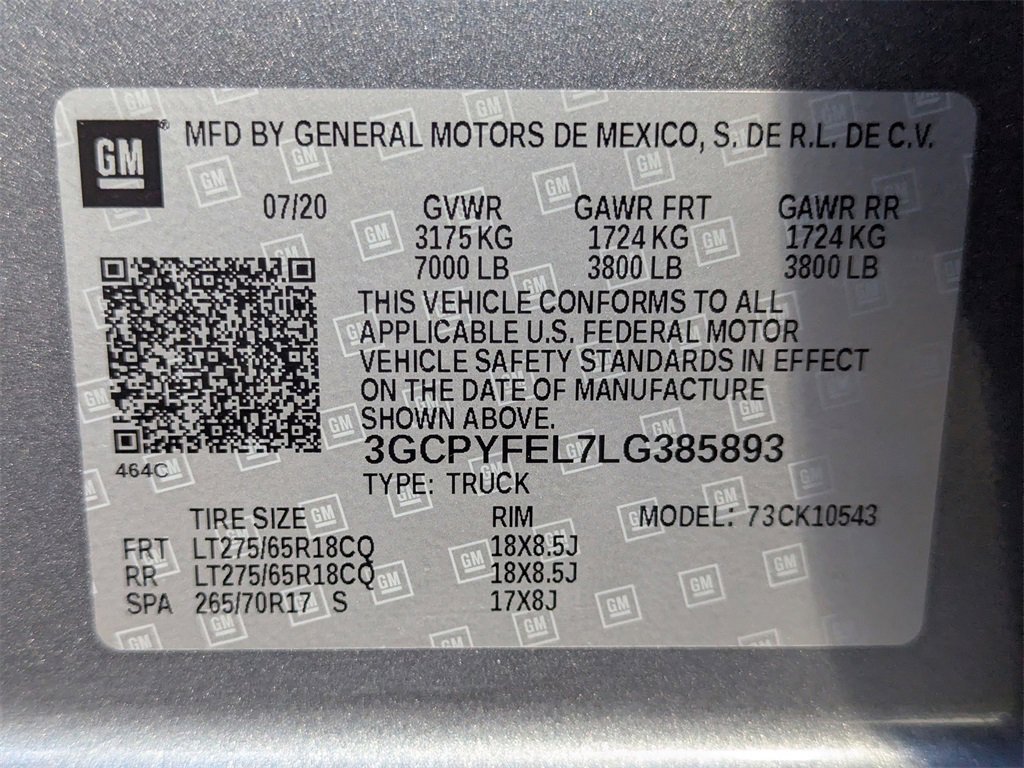 GM® MFD BY GENERAL MOTORS DE MEXICO, S. DE R.L. DE C.V.
07/20 GVWR GAWR FRT GAWR RR
3175 KG 1724 KG 1724 KG
7000 LB 3800 LB 3800 LB
THIS VEHICLE CONFORMS TO ALL
APPLICABLE U.S. FEDERAL MOTOR
VEHICLE SAFETY STANDARDS IN EFFECT
ON THE DATE OF MANUFACTURE
SHOWN ABOVE.
3GCPYFEL7LG385893
464C
TYPE: TRUCK
TIRE SIZE RIM MODEL: 73CK10543
FRT LT275/65R18CQ 18X8.5J
RR LT275/65R18CQ 18X8.5J
SPA 265/70R17 S 17X8J